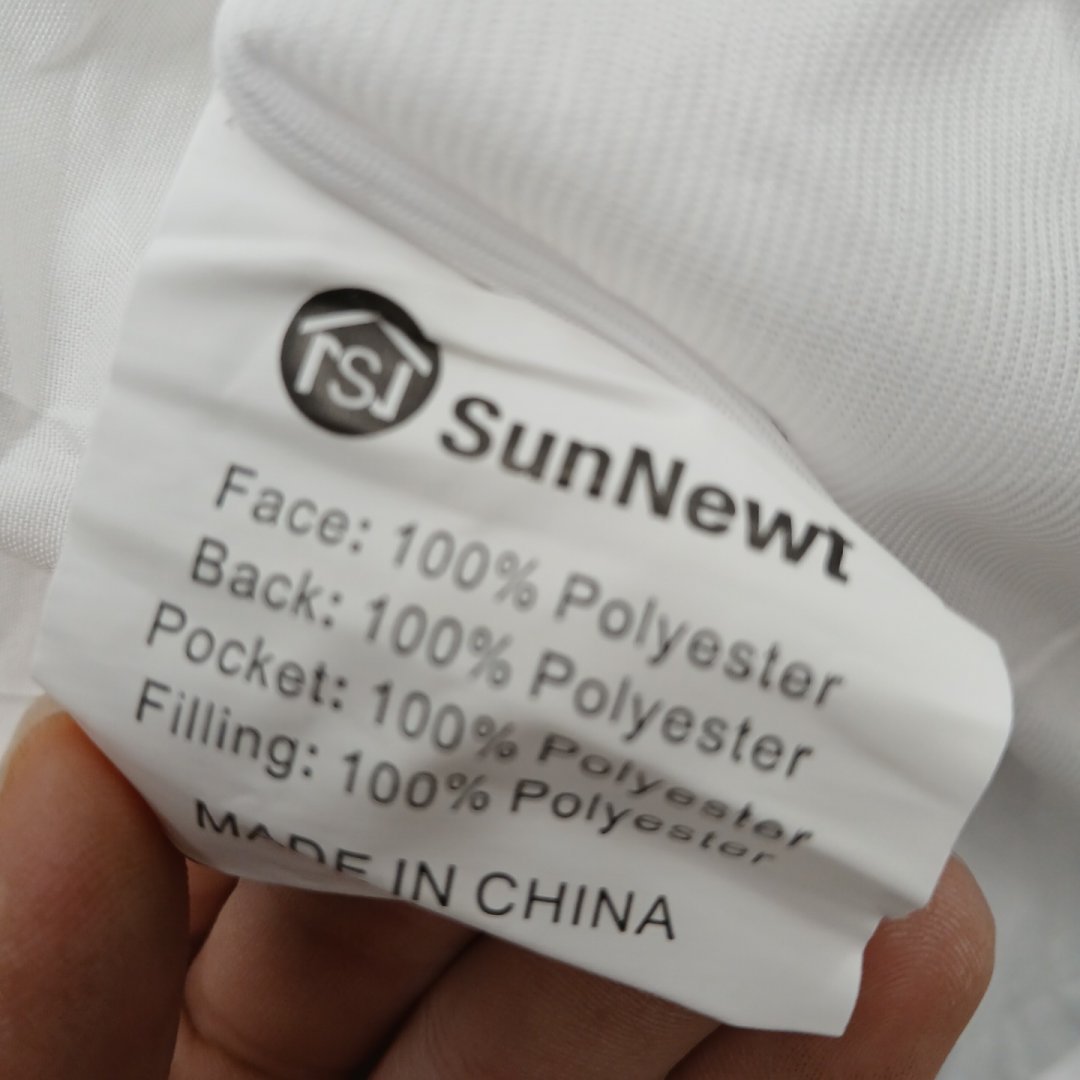 SunNewt
Face: 100% Polyester
Back: 100% Polyester
Pocket: 100% Polyester
Filling: 100% Polyester
MADE IN CHINA